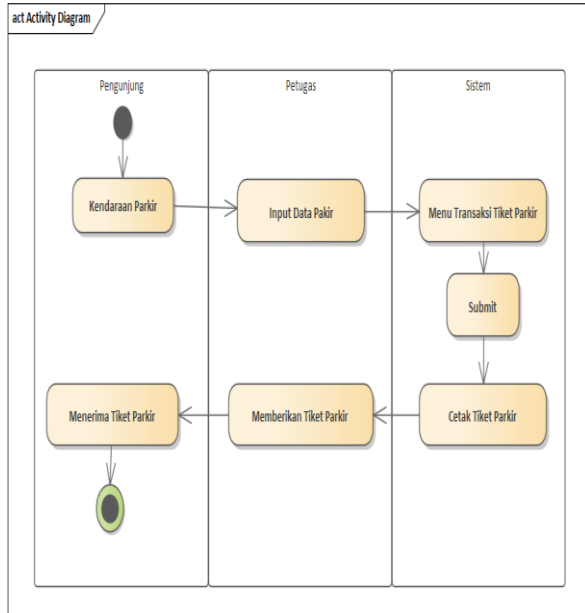 act Activity Diagram
Pengunjung
Petugas
Sistem
Kendaraan Parkir
Input Data Pakir
Menu Transaksi Tiket Parkir
Submit
Menerima Tiket Parkir
Memberikan Tiket Parkir
Cetak Tiket Parkir